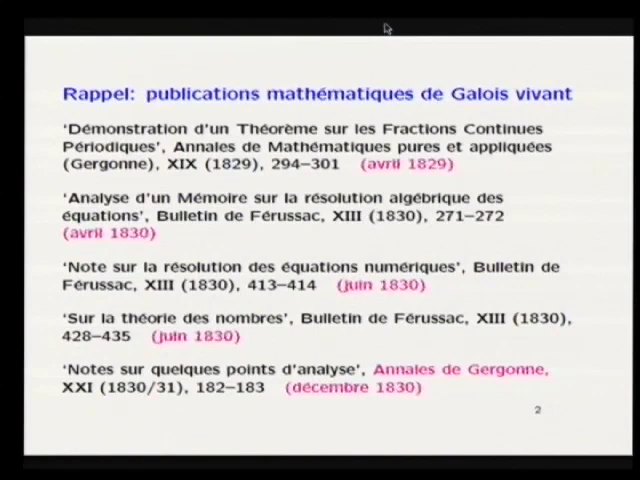 Rappel: publications mathématiques de Galois vivant
‘Démonstration d’un Théorème sur les Fractions Continues
Périodiques’, Annales de Mathématiques pures et appliquées
(Gergonne), XIX (1829), 294–301 (avril 1829)
‘Analyse d’un Mémoire sur la résolution algébrique des
équations’, Bulletin de Férussac, XIII (1830), 271–272
(avril 1830)
‘Note sur la résolution des équations numériques’, Bulletin de
Férussac, XIII (1830), 413–414 (juin 1830)
‘Sur la théorie des nombres’, Bulletin de Férussac, XIII (1830),
428–435 (juin 1830)
‘Notes sur quelques points d’analyse’, Annales de Gergonne,
XXI (1830/31), 182–183 (décembre 1830)
2